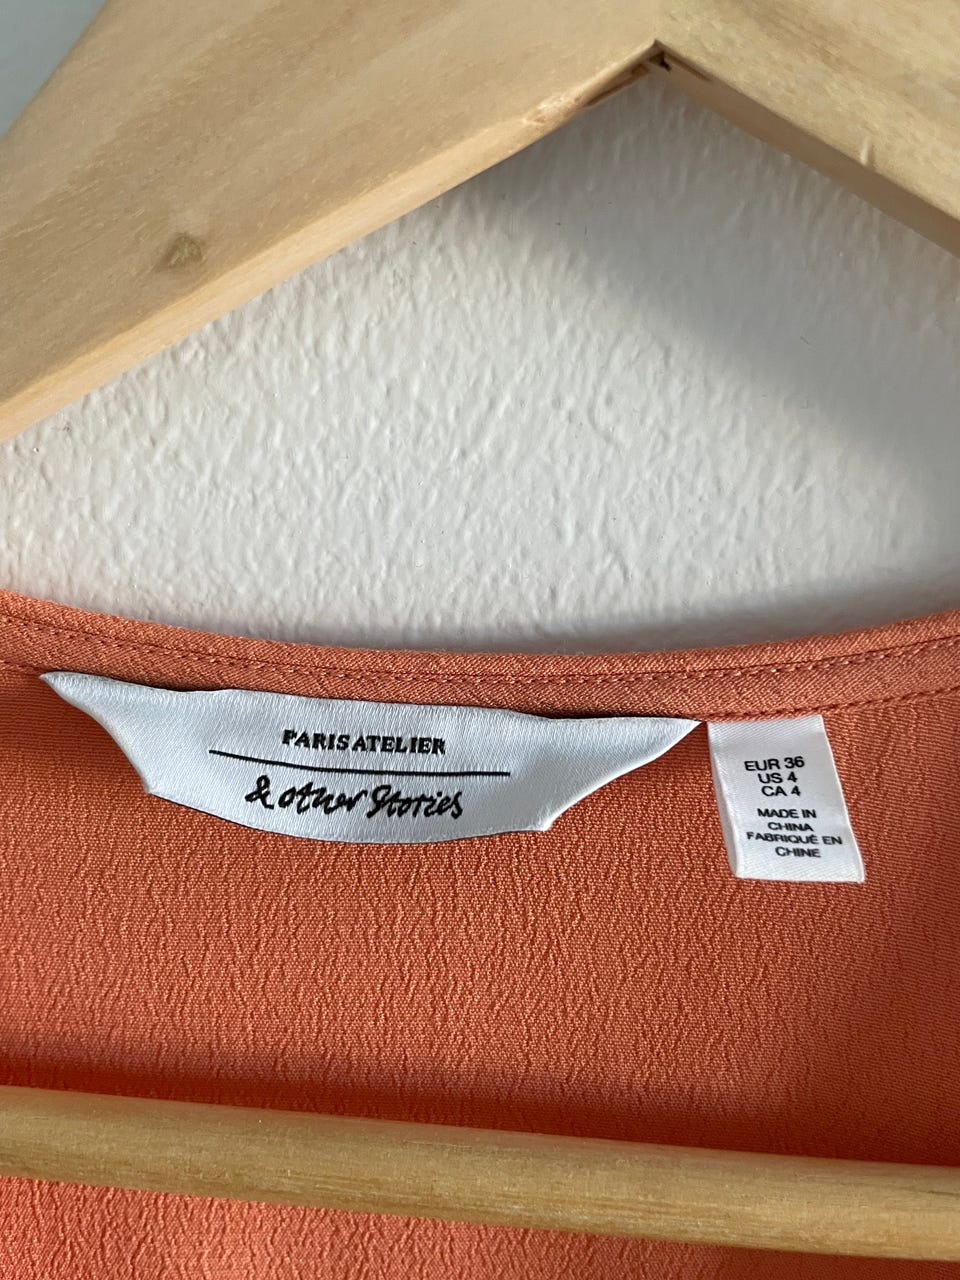 PARIS ATELIER
& other Stories
EUR 36
US 4
CA 4
MADE IN
CHINA
FABRIQUÉ EN
CHINE